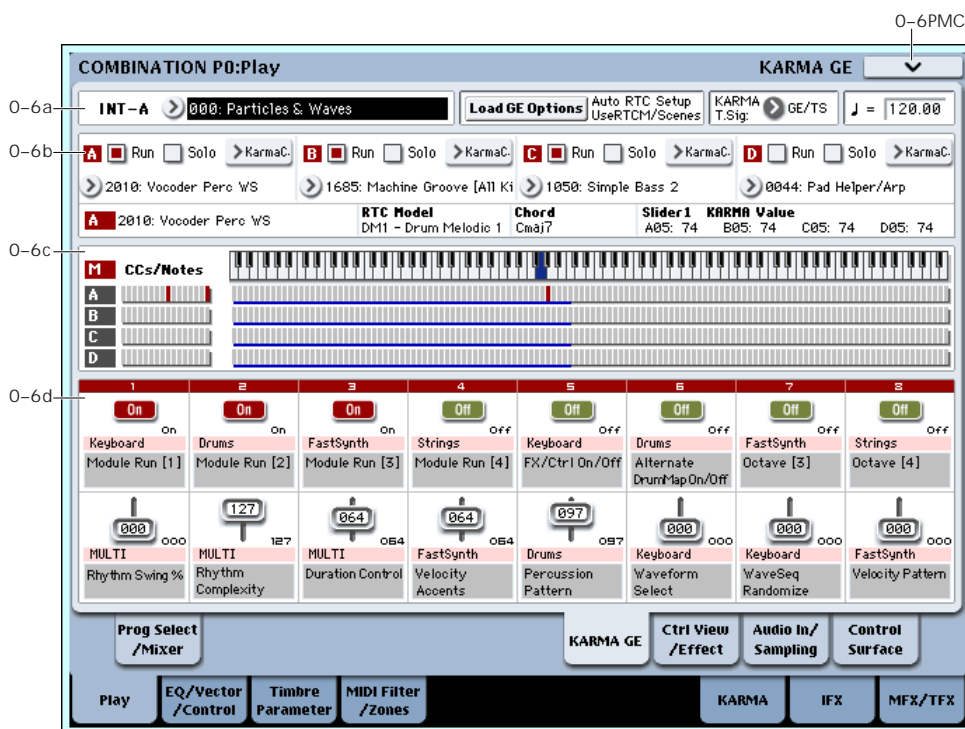 0-6PMC
COMBINATION P0:Play KARMA GE
0-6a
INT-A 000: Particles & Waves Load GE Options Auto RTC Setup UseRTCM/Scenes KARMA T.Sig: GE/TS ♩ = 120.00
0-6b
A Run Solo KarmaC. B Run Solo KarmaC. C Run Solo KarmaC. D Run Solo KarmaC.
2010: Vocoder Perc WS 1685: Machine Groove [All Ki 1050: Simple Bass 2 0044: Pad Helper/Arp
RTC Model Chord Slider1 KARMA Value
A 2010: Vocoder Perc WS DM1 - Drum Melodic 1 Cmaj7 A05: 74 B05: 74 C05: 74 D05: 74
0-6c
M CCs/Notes
A
B
C
D
0-6d
1 2 3 4 5 6 7 8
On On On Off Off Off Off Off
On On On Off Off Off Off Off
Keyboard Drums FastSynth Strings Keyboard Drums FastSynth Strings
Module Run [1] Module Run [2] Module Run [3] Module Run [4] FX/Ctrl On/Off Alternate DrumMap On/Off Octave [3] Octave [4]
000 127 064 064 097 000 000 000
000 127 064 064 097 000 000 000
MULTI MULTI MULTI FastSynth Drums Keyboard Keyboard FastSynth
Rhythm Swing % Rhythm Complexity Duration Control Velocity Accents Percussion Pattern Waveform Select WaveSeq Randomize Velocity Pattern
Prog Select /Mixer KARMA GE Ctrl View /Effect Audio In/ Sampling Control Surface
Play EQ/Vector /Control Timbre Parameter MIDI Filter /Zones KARMA IFX MFX/TFX